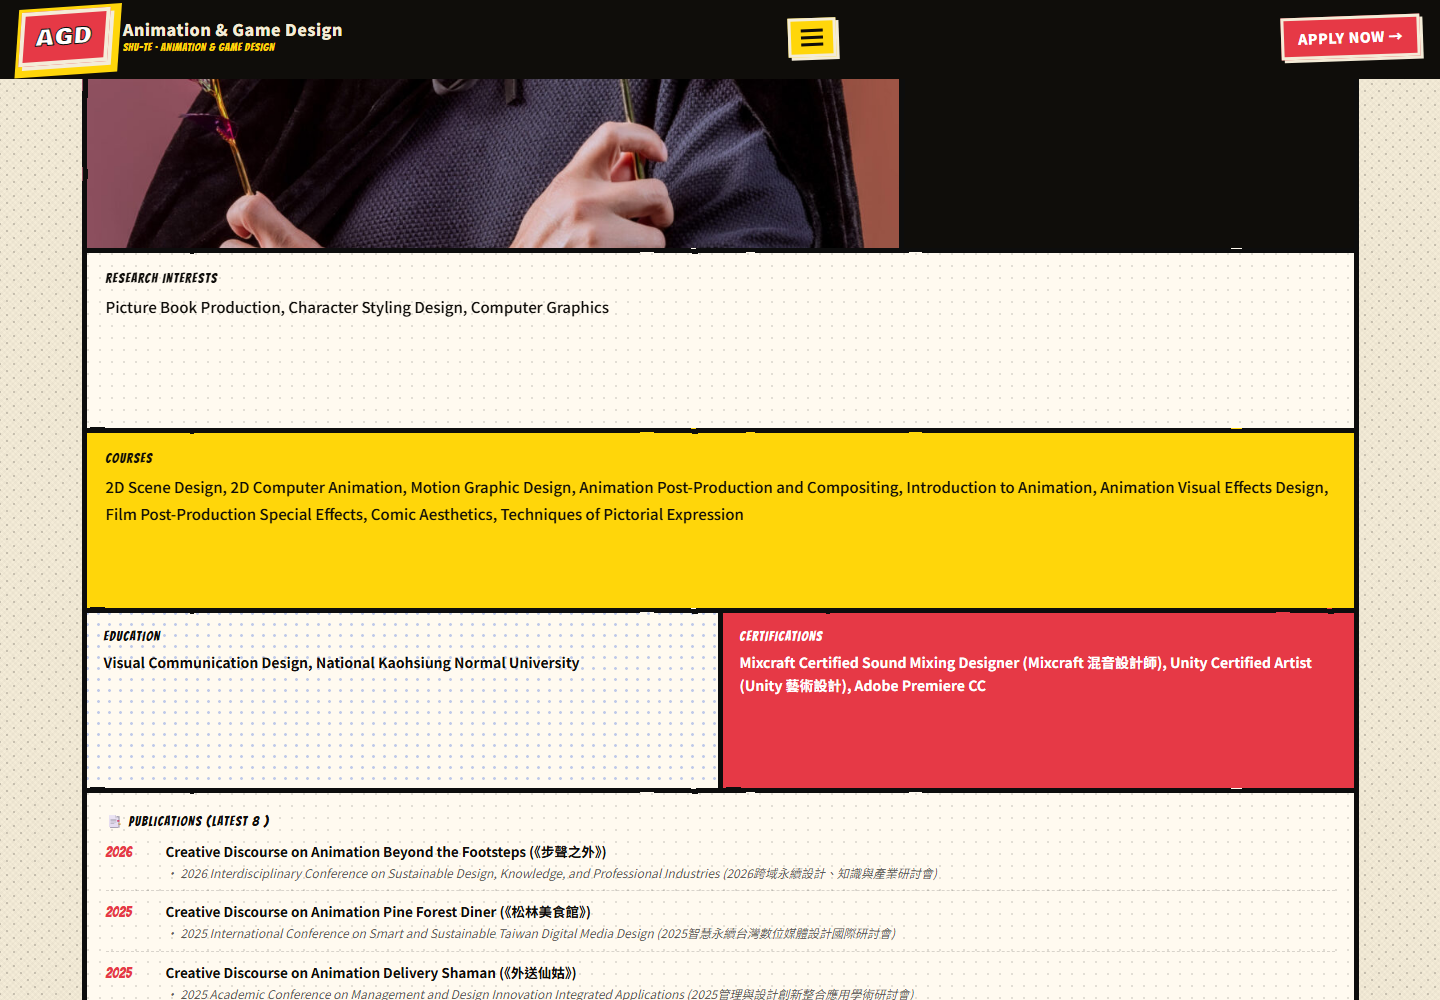 AGD
Animation & Game Design
SHU-TE · ANIMATION & GAME DESIGN
APPLY NOW →
RESEARCH INTERESTS
Picture Book Production, Character Styling Design, Computer Graphics
COURSES
2D Scene Design, 2D Computer Animation, Motion Graphic Design, Animation Post-Production and Compositing, Introduction to Animation, Animation Visual Effects Design,
Film Post-Production Special Effects, Comic Aesthetics, Techniques of Pictorial Expression
EDUCATION
Visual Communication Design, National Kaohsiung Normal University
CERTIFICATIONS
Mixcraft Certified Sound Mixing Designer (Mixcraft 混音設計師), Unity Certified Artist
(Unity 藝術設計), Adobe Premiere CC
PUBLICATIONS (LATEST 8 )
2026 Creative Discourse on Animation Beyond the Footsteps (《步聲之外》)
・ 2026 Interdisciplinary Conference on Sustainable Design, Knowledge, and Professional Industries (2026跨域永續設計、知識與產業研討會)
2025 Creative Discourse on Animation Pine Forest Diner (《松林美食館》)
・ 2025 International Conference on Smart and Sustainable Taiwan Digital Media Design (2025智慧永續台灣數位媒體設計國際研討會)
2025 Creative Discourse on Animation Delivery Shaman (《外送仙姑》)
・ 2025 Academic Conference on Management and Design Innovation Integrated Applications (2025管理與設計創新整合應用學術研討會)